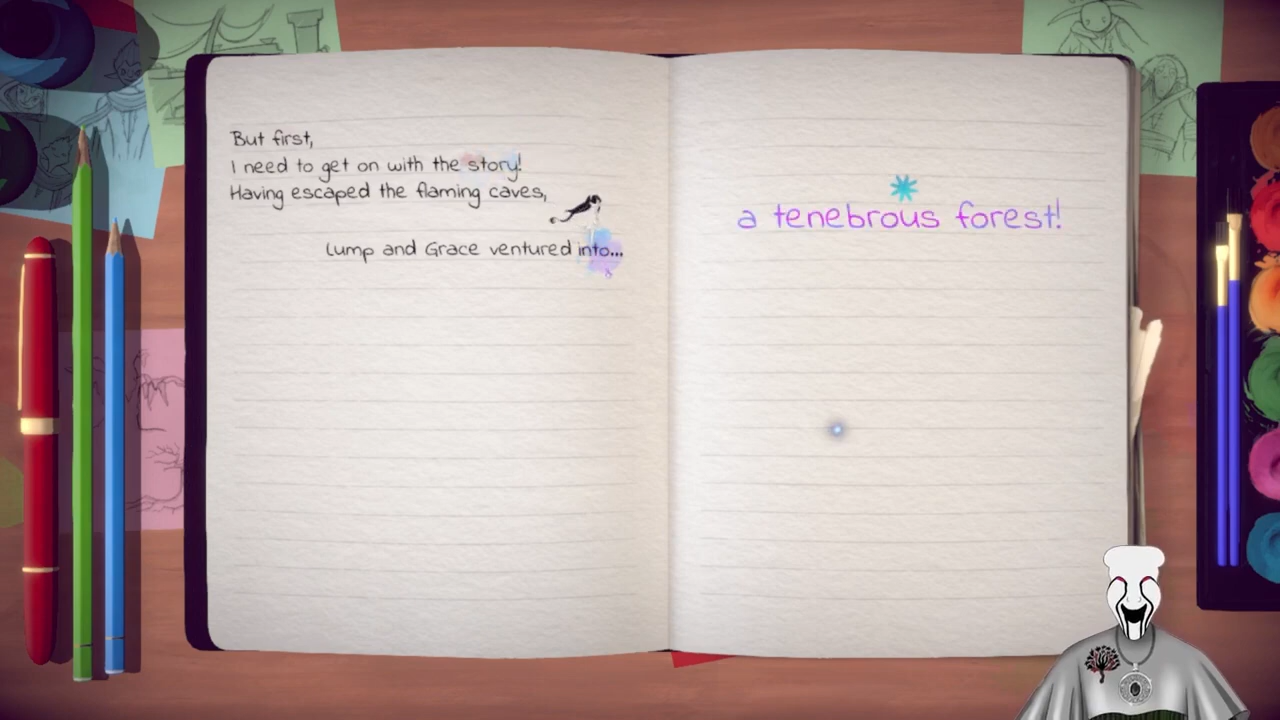 But first,
I need to get on with the story!
Having escaped the flaming caves,
Lump and Grace ventured into...
a tenebrous forest!